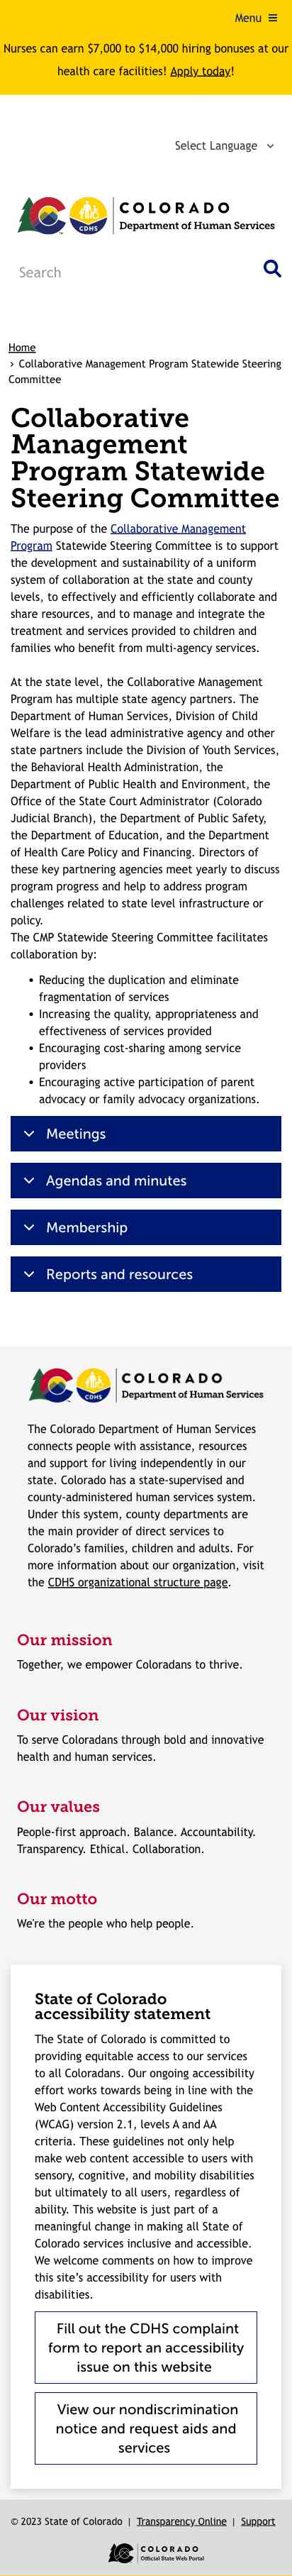 Menu ≡
Nurses can earn $7,000 to $14,000 hiring bonuses at our
health care facilities! Apply today!
Select Language
CDHS
COLORADO
Department of Human Services
Search
Home
› Collaborative Management Program Statewide Steering
Committee
Collaborative
Management
Program Statewide
Steering Committee
The purpose of the Collaborative Management
Program Statewide Steering Committee is to support
the development and sustainability of a uniform
system of collaboration at the state and county
levels, to effectively and efficiently collaborate and
share resources, and to manage and integrate the
treatment and services provided to children and
families who benefit from multi-agency services.
At the state level, the Collaborative Management
Program has multiple state agency partners. The
Department of Human Services, Division of Child
Welfare is the lead administrative agency and other
state partners include the Division of Youth Services,
the Behavioral Health Administration, the
Department of Public Health and Environment, the
Office of the State Court Administrator (Colorado
Judicial Branch), the Department of Public Safety,
the Department of Education, and the Department
of Health Care Policy and Financing. Directors of
these key partnering agencies meet yearly to discuss
program progress and help to address program
challenges related to state level infrastructure or
policy.
The CMP Statewide Steering Committee facilitates
collaboration by:
• Reducing the duplication and eliminate
fragmentation of services
• Increasing the quality, appropriateness and
effectiveness of services provided
• Encouraging cost-sharing among service
providers
• Encouraging active participation of parent
advocacy or family advocacy organizations.
Meetings
Agendas and minutes
Membership
Reports and resources
CDHS
COLORADO
Department of Human Services
The Colorado Department of Human Services
connects people with assistance, resources
and support for living independently in our
state. Colorado has a state-supervised and
county-administered human services system.
Under this system, county departments are
the main provider of direct services to
Colorado's families, children and adults. For
more information about our organization, visit
the CDHS organizational structure page.
Our mission
Together, we empower Coloradans to thrive.
Our vision
To serve Coloradans through bold and innovative
health and human services.
Our values
People-first approach. Balance. Accountability.
Transparency. Ethical. Collaboration.
Our motto
We're the people who help people.
State of Colorado
accessibility statement
The State of Colorado is committed to
providing equitable access to our services
to all Coloradans. Our ongoing accessibility
effort works towards being in line with the
Web Content Accessibility Guidelines
(WCAG) version 2.1, levels A and AA
criteria. These guidelines not only help
make web content accessible to users with
sensory, cognitive, and mobility disabilities
but ultimately to all users, regardless of
ability. This website is just part of a
meaningful change in making all State of
Colorado services inclusive and accessible.
We welcome comments on how to improve
this site's accessibility for users with
disabilities.
Fill out the CDHS complaint
form to report an accessibility
issue on this website
View our nondiscrimination
notice and request aids and
services
© 2023 State of Colorado | Transparency Online | Support
COLORADO
Official State Web Portal